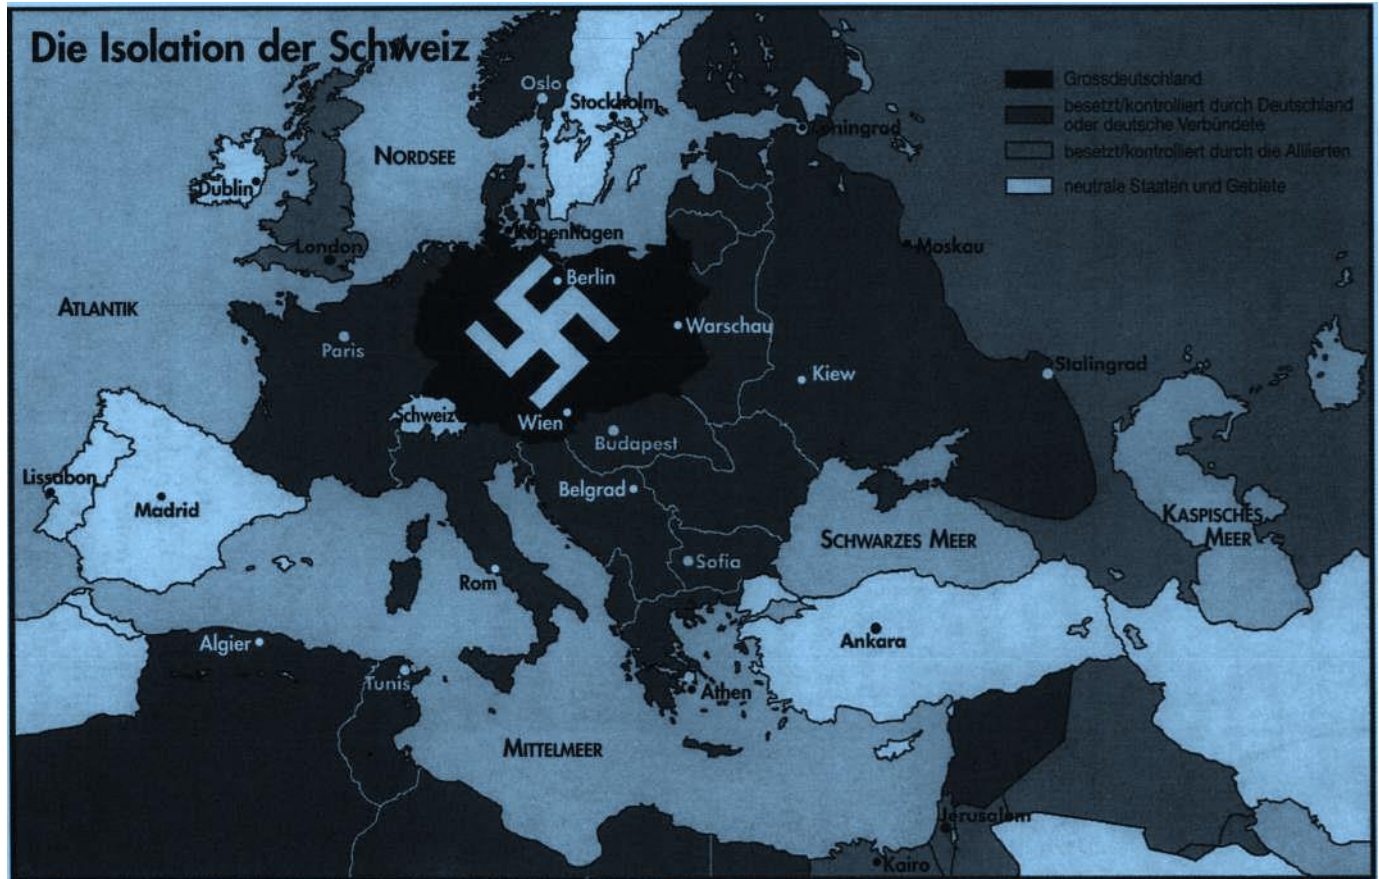 Die Isolation der Schweiz
Grossdeutschland
besetzt/kontrolliert durch Deutschland
oder deutsche Verbündete
besetzt/kontrolliert durch die Alliierten
neutrale Staaten und Gebiete
Oslo
Stockholm
Leningrad
NORDSEE
Dublin
Kopenhagen
London
Moskau
Berlin
ATLANTIK
Warschau
Paris
Stalingrad
Kiew
Schweiz
Wien
Budapest
Lissabon
Belgrad
Madrid
KASPISCHES
MEER
SCHWARZES MEER
Sofia
Rom
Algier
Ankara
Tunis
Athen
MITTELMEER
Jerusalem
Kairo